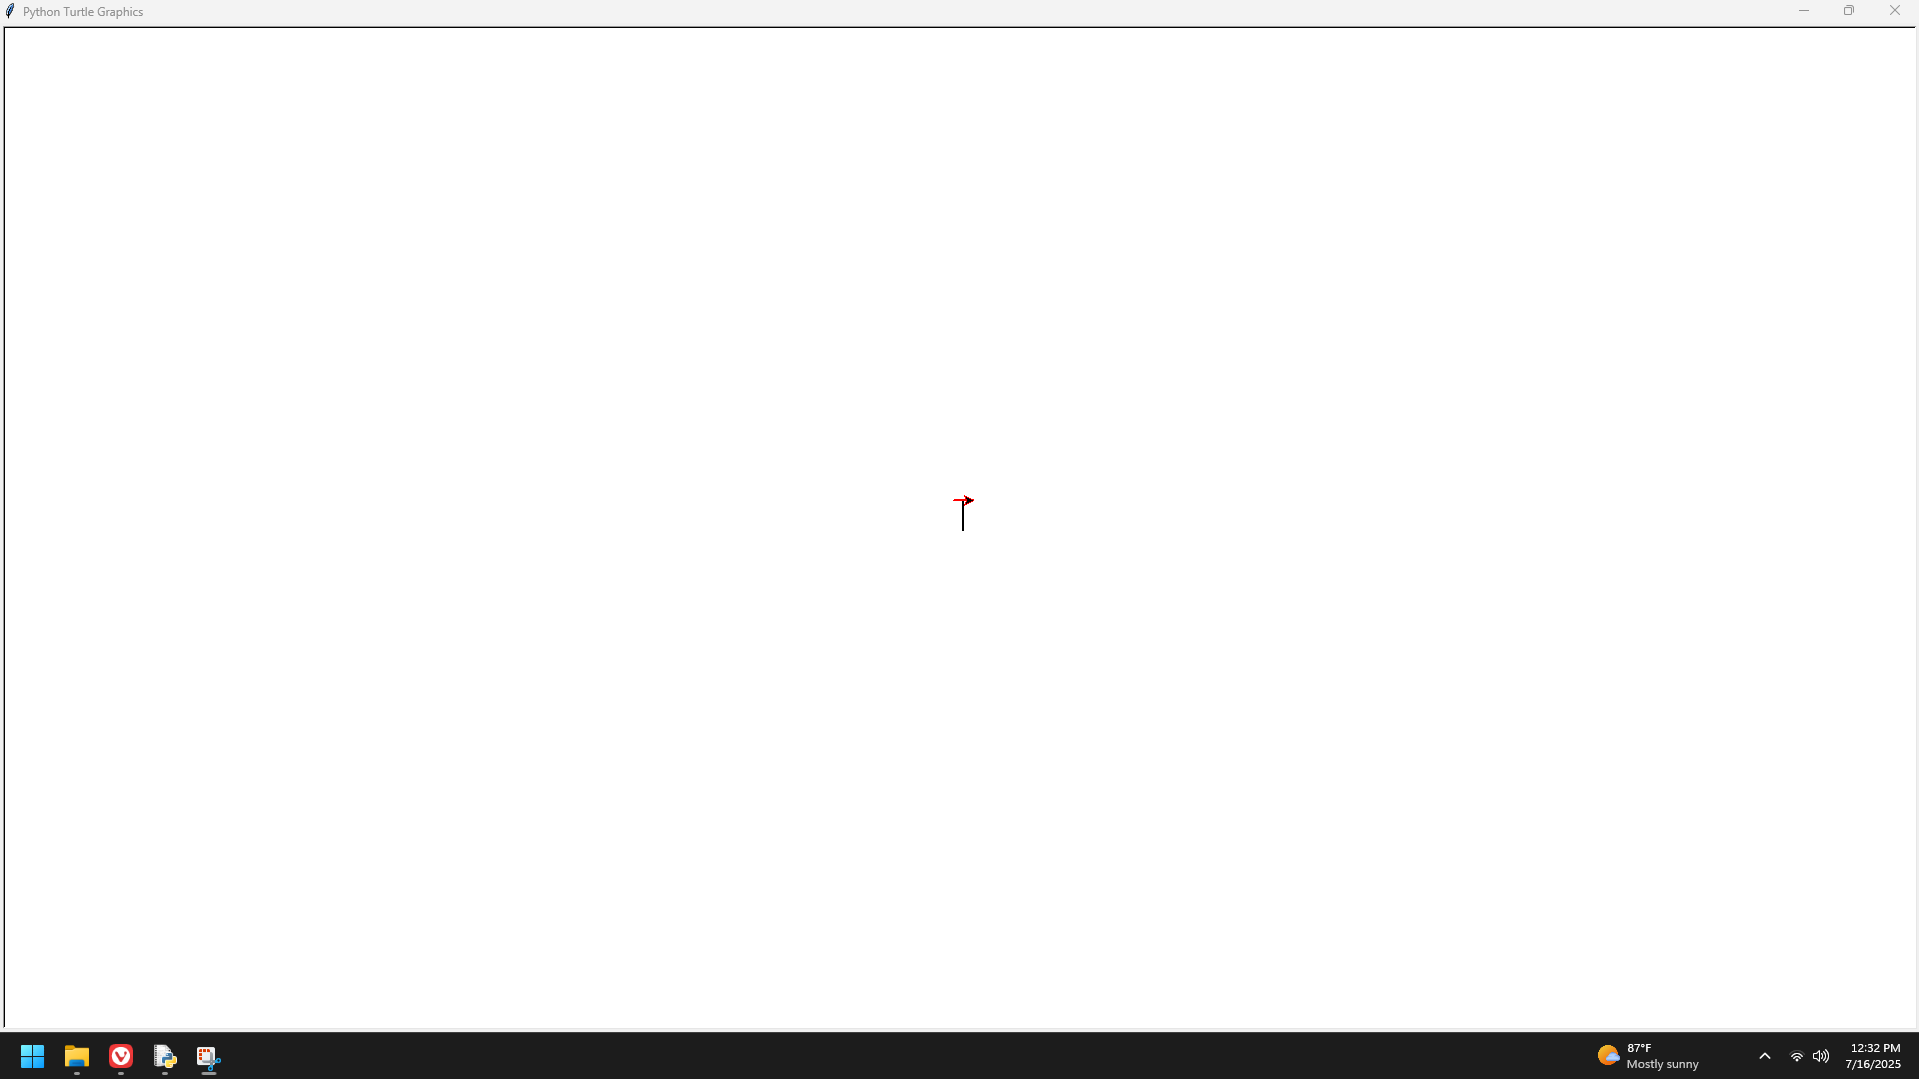 Python Turtle Graphics
87°F
Mostly sunny
12:32 PM
7/16/2025